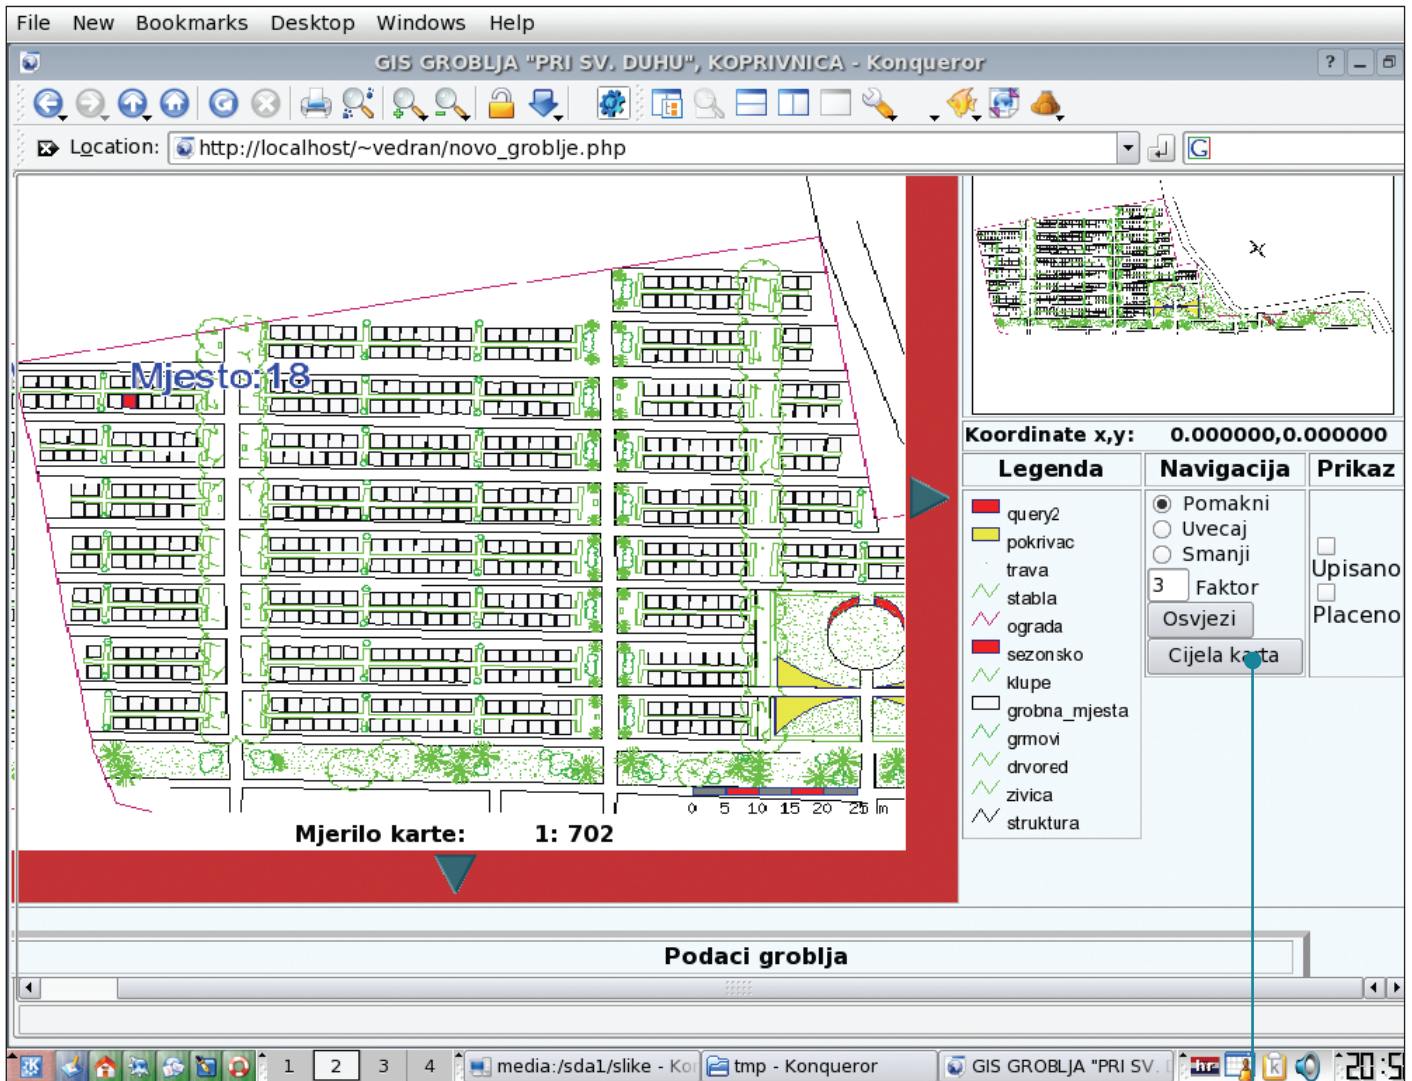 File New Bookmarks Desktop Windows Help
GIS GROBLJA "PRI SV. DUHU", KOPRIVNICA - Konqueror
Location: http://localhost/~vedran/novo_groblje.php
Mjesto:18
0 5 10 15 20 25 m
Mjerilo karte: 1: 702
Koordinate x,y: 0.000000,0.000000
Legenda
query2
pokrivac
trava
stabla
ograda
sezonsko
klupe
grobna_mjesta
grmovi
drvored
zivica
struktura
Navigacija
Pomakni
Uvecaj
Smanji
3 Faktor
Osvjezi
Cijela karta
Prikaz
Upisano
Placeno
Podaci groblja
1 2 3 4 media:/sda1/slike - Ko tmp - Konqueror GIS GROBLJA "PRI SV. hr 20:5